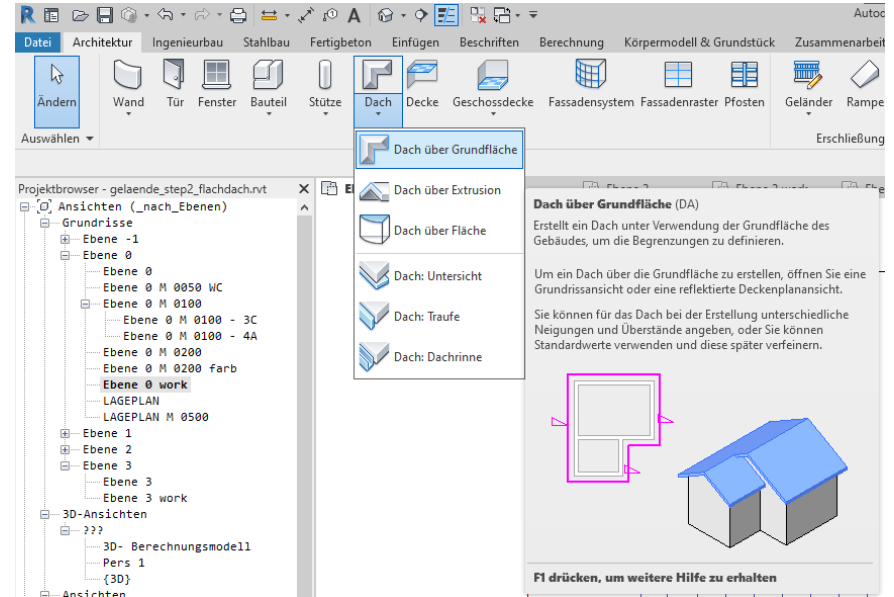 Autoc
Datei Architektur Ingenieurbau Stahlbau Fertigbeton Einfügen Beschriften Berechnung Körpermodell & Grundstück Zusammenarbeit
Ändern Wand Tür Fenster Bauteil Stütze Dach Decke Geschossdecke Fassadensystem Fassadenraster Pfosten Geländer Rampe
Auswählen Erschließung
Dach über Grundfläche
Dach über Extrusion
Dach über Fläche
Dach: Untersicht
Dach: Traufe
Dach: Dachrinne
Projektbrowser - gelaende_step2_flachdach.rvt
Ansichten (_nach_Ebenen)
Grundrisse
Ebene -1
Ebene 0
Ebene 0
Ebene 0 M 0050 WC
Ebene 0 M 0100
Ebene 0 M 0100 - 3C
Ebene 0 M 0100 - 4A
Ebene 0 M 0200
Ebene 0 M 0200 farb
Ebene 0 work
LAGEPLAN
LAGEPLAN M 0500
Ebene 1
Ebene 2
Ebene 3
Ebene 3
Ebene 3 work
3D-Ansichten
???
3D- Berechnungsmodell
Pers 1
{3D}
Ansichten
Dach über Grundfläche (DA)
Erstellt ein Dach unter Verwendung der Grundfläche des
Gebäudes, um die Begrenzungen zu definieren.
Um ein Dach über die Grundfläche zu erstellen, öffnen Sie eine
Grundrissansicht oder eine reflektierte Deckenplanansicht.
Sie können für das Dach bei der Erstellung unterschiedliche
Neigungen und Überstände angeben, oder Sie können
Standardwerte verwenden und diese später verfeinern.
F1 drücken, um weitere Hilfe zu erhalten